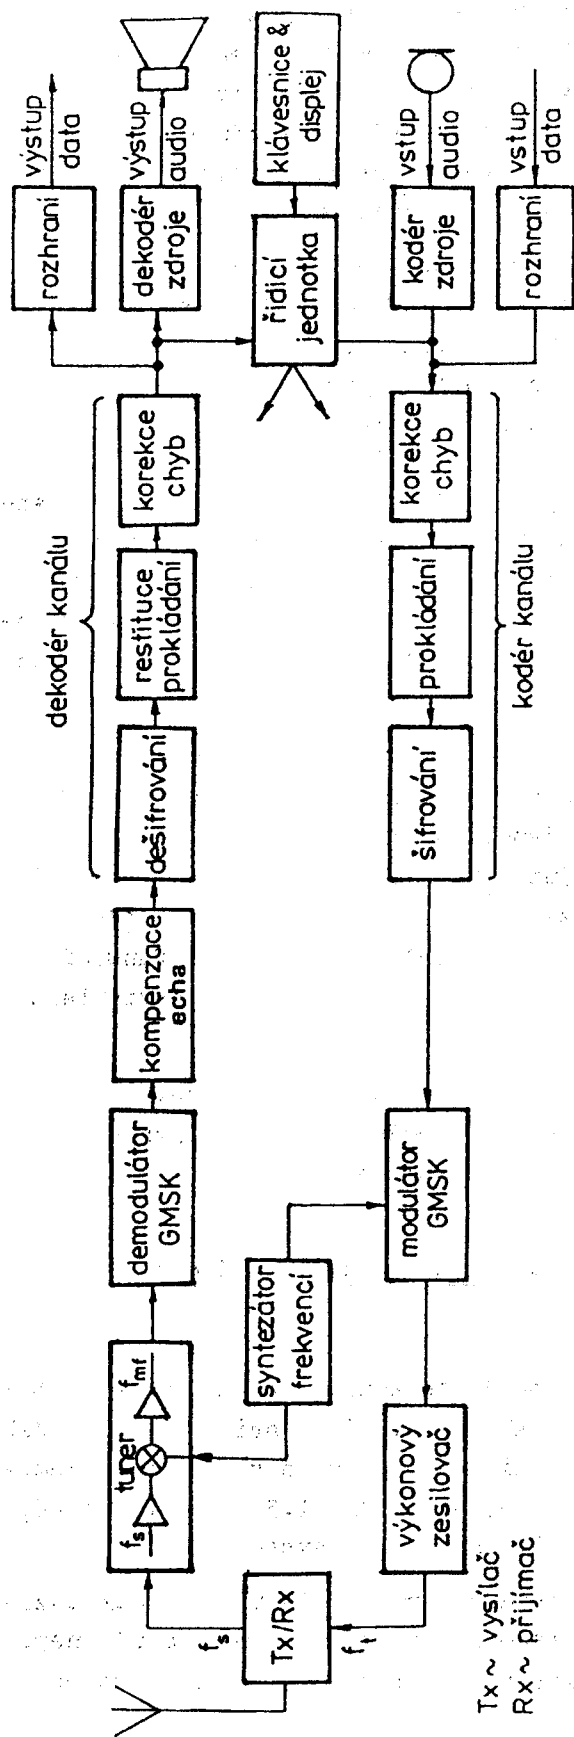 výstup
data
výstup
audio
rozhraní
dekodér
zdroje
klávesnice &
displej
řídicí
jednotka
vstup
audio
vstup
data
kodér
zdroje
rozhraní
dekodér kanálu
korekce
chyb
restituce
prokládání
dešifrování
kompenzace
echa
demodulátor
GMSK
tuner
fs
fmf
syntezátor
frekvencí
korekce
chyb
prokládání
šifrování
kodér kanálu
modulátor
GMSK
výkonový
zesilovač
fs
Tx/Rx
ft
Tx ~ vysílač
Rx ~ přijímač